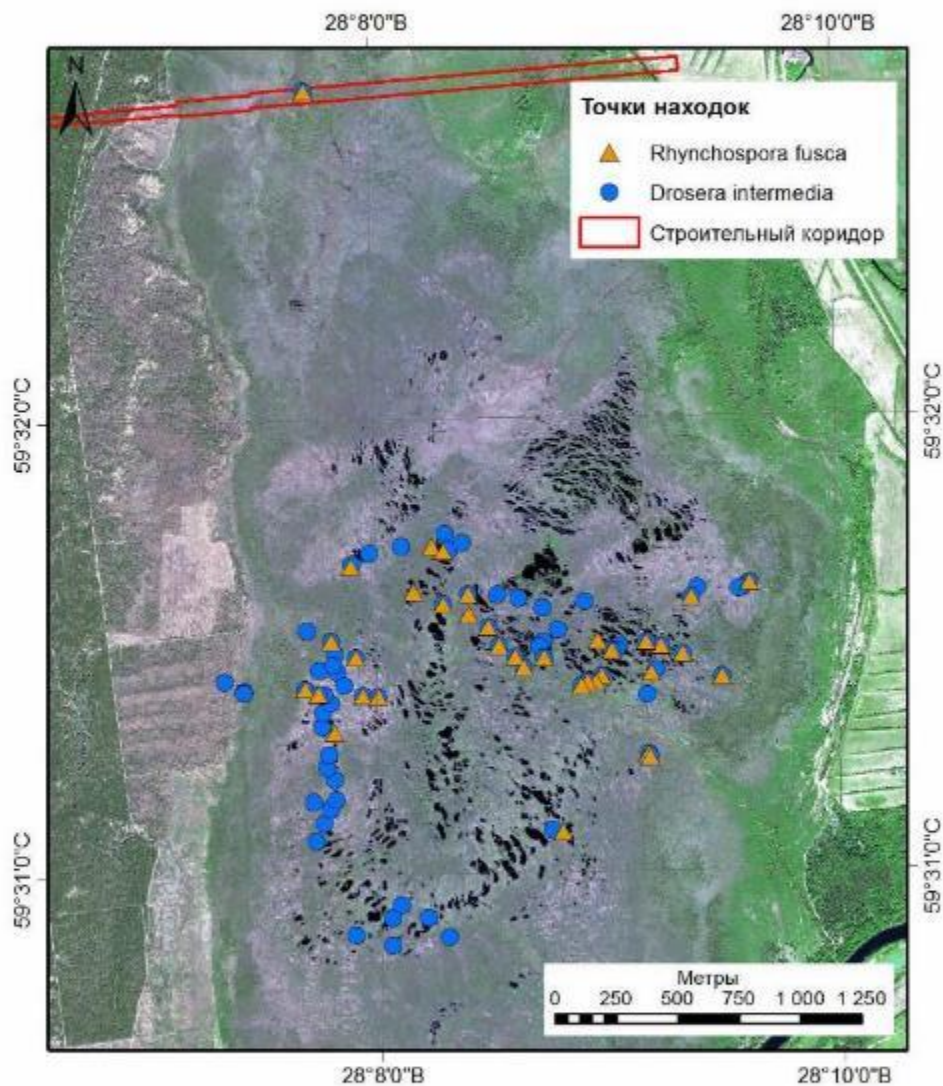 28°8'0"В
28°10'0"В
N
Точки находок
Rhynchospora fusca
Drosera intermedia
Строительный коридор
59°32'0"С
59°32'0"С
59°31'0"С
59°31'0"С
Метры
0 250 500 750 1 000 1 250
28°8'0"В
28°10'0"В